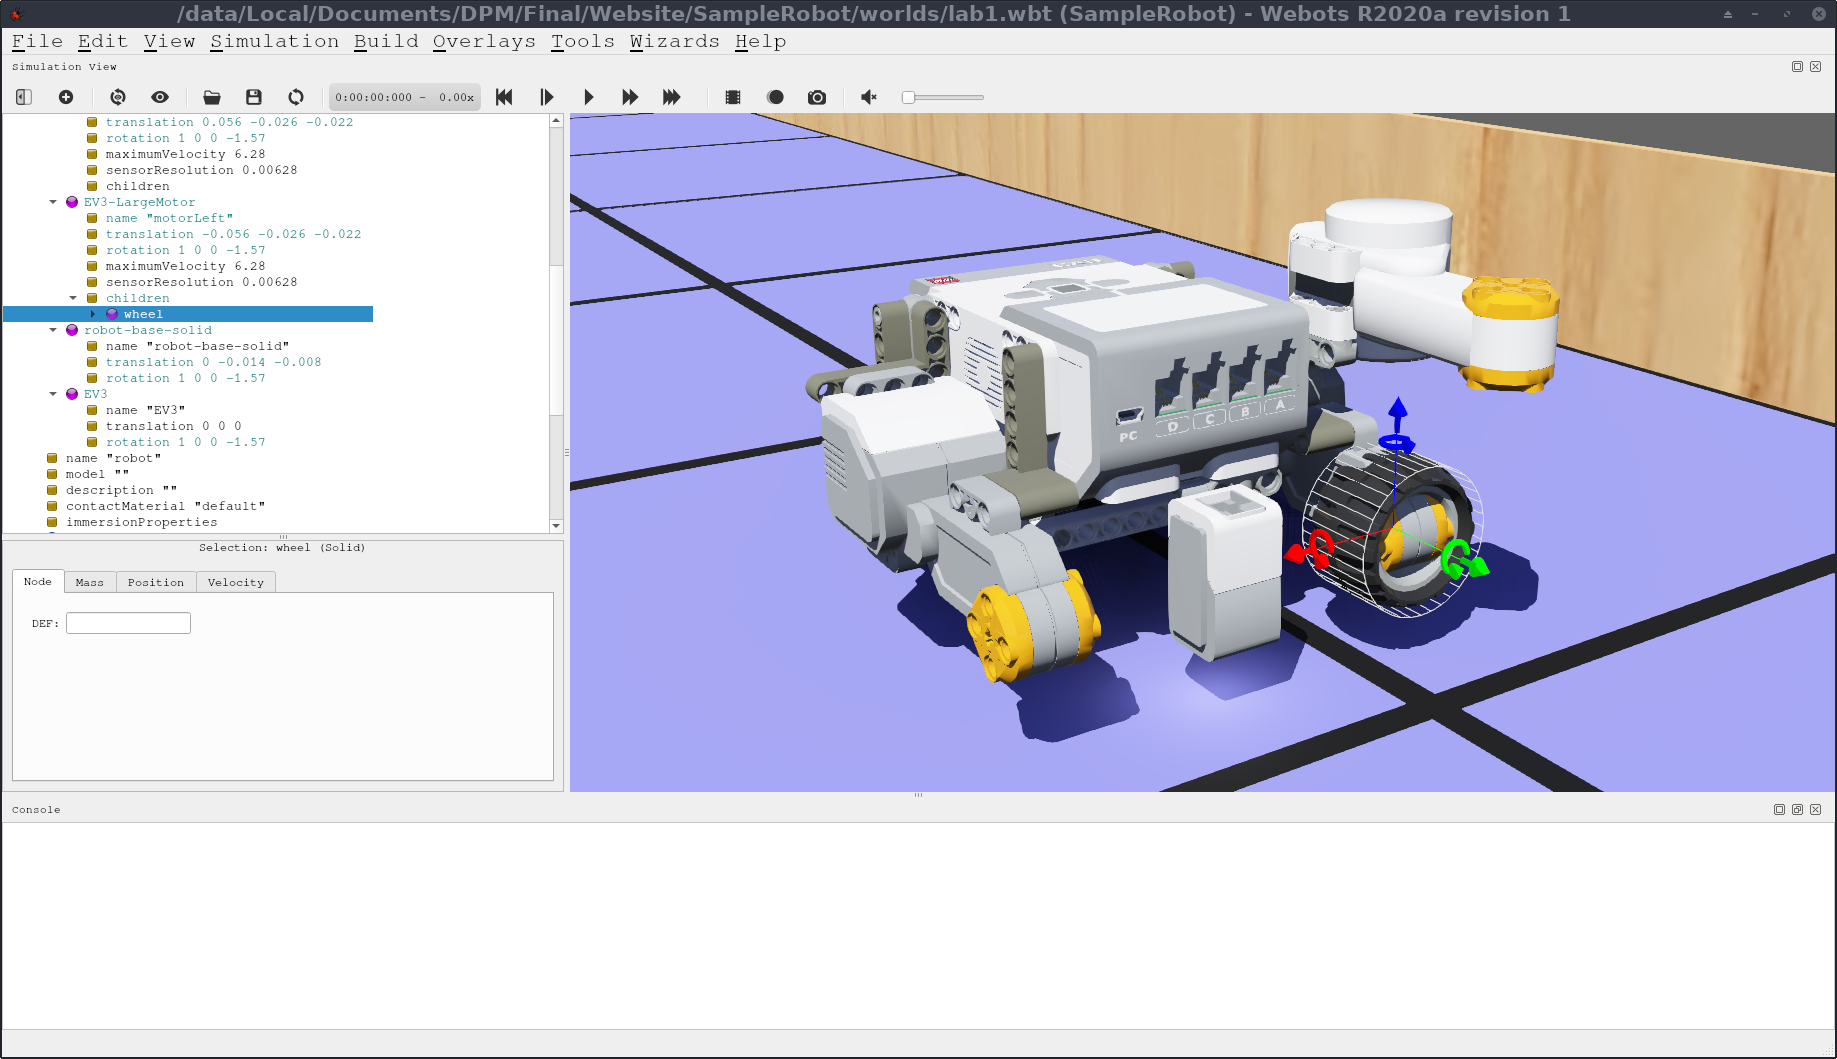 /data/Local/Documents/DPM/Final/Website/SampleRobot/worlds/lab1.wbt (SampleRobot) - Webots R2020a revision 1
File Edit View Simulation Build Overlays Tools Wizards Help
Simulation View
0:00:00:000 - 0.00x
translation 0.056 -0.026 -0.022
rotation 1 0 0 -1.57
maximumVelocity 6.28
sensorResolution 0.00628
children
EV3-LargeMotor
name "motorLeft"
translation -0.056 -0.026 -0.022
rotation 1 0 0 -1.57
maximumVelocity 6.28
sensorResolution 0.00628
children
wheel
robot-base-solid
name "robot-base-solid"
translation 0 -0.014 -0.008
rotation 1 0 0 -1.57
EV3
name "EV3"
translation 0 0 0
rotation 1 0 0 -1.57
name "robot"
model ""
description ""
contactMaterial "default"
immersionProperties
Selection: wheel (Solid)
Node Mass Position Velocity
DEF:
PC D C B A
Console